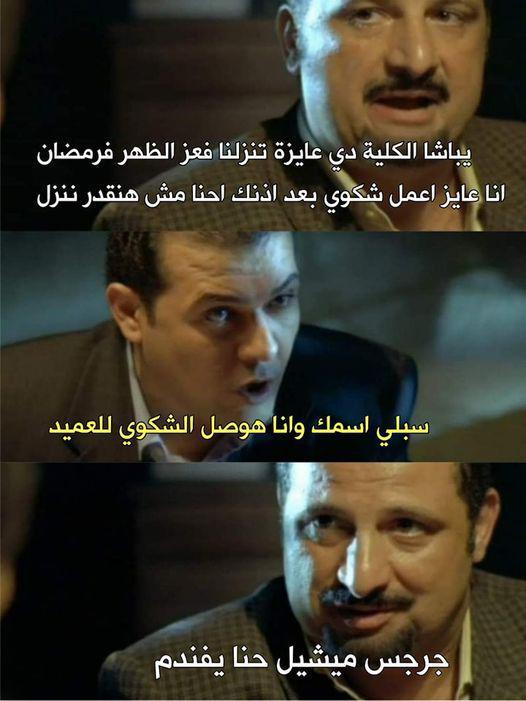 يباشا الكلية دي عايزة تنزلنا فعز الظهر فرمضان
انا عايز اعمل شكوي بعد اذنك احنا مش هنقدر ننزل
سبلي اسمك وانا هوصل الشكوي للعميد
جرجس ميشيل حنا يفندم